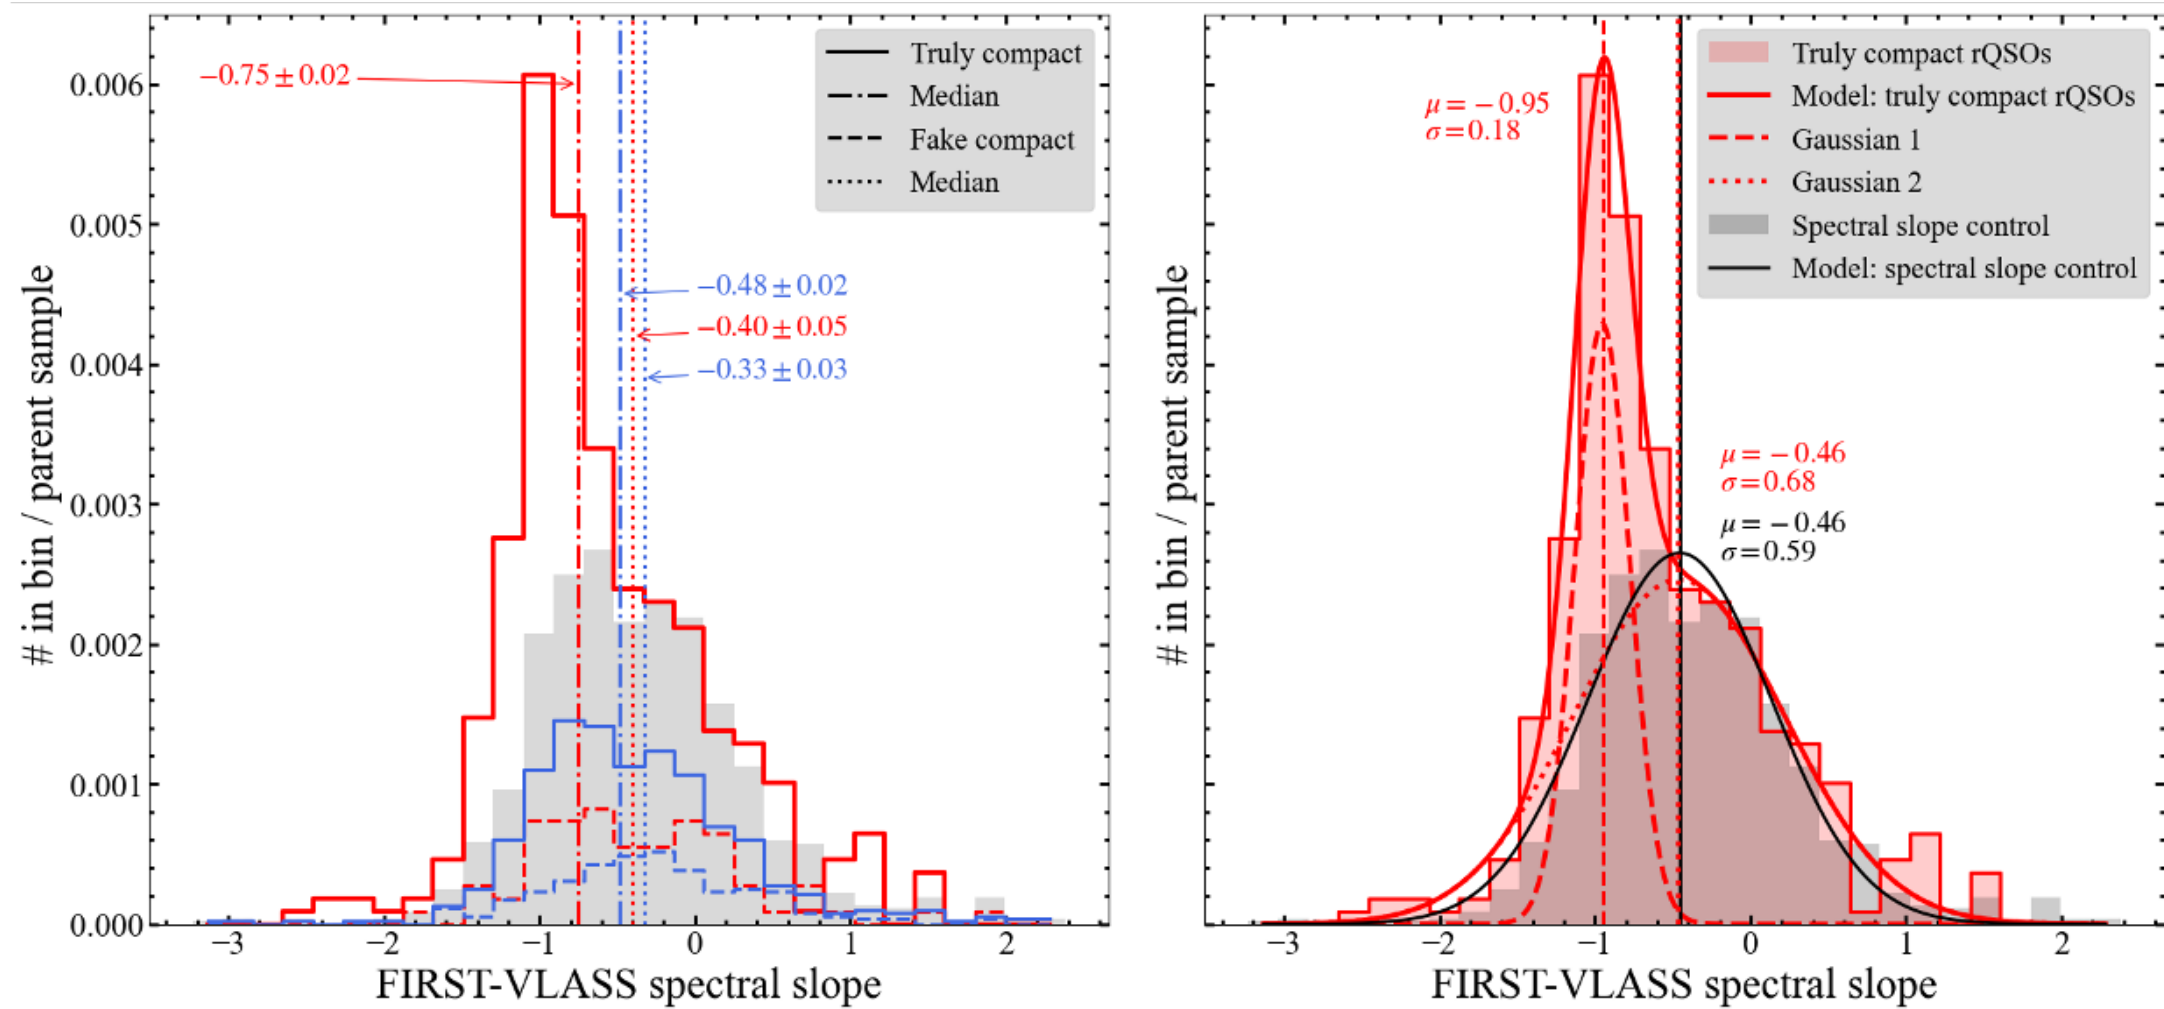 −0.75 ± 0.02
Truly compact
Median
Fake compact
Median
−0.48 ± 0.02
−0.40 ± 0.05
−0.33 ± 0.03
0.006
0.005
0.004
0.003
0.002
0.001
0.000
# in bin / parent sample
−3 −2 −1 0 1 2
FIRST-VLASS spectral slope
Truly compact rQSOs
Model: truly compact rQSOs
Gaussian 1
Gaussian 2
Spectral slope control
Model: spectral slope control
μ = − 0.95
σ=0.18
μ = − 0.46
σ=0.68
μ = − 0.46
σ=0.59
# in bin / parent sample
−3 −2 −1 0 1 2
FIRST-VLASS spectral slope